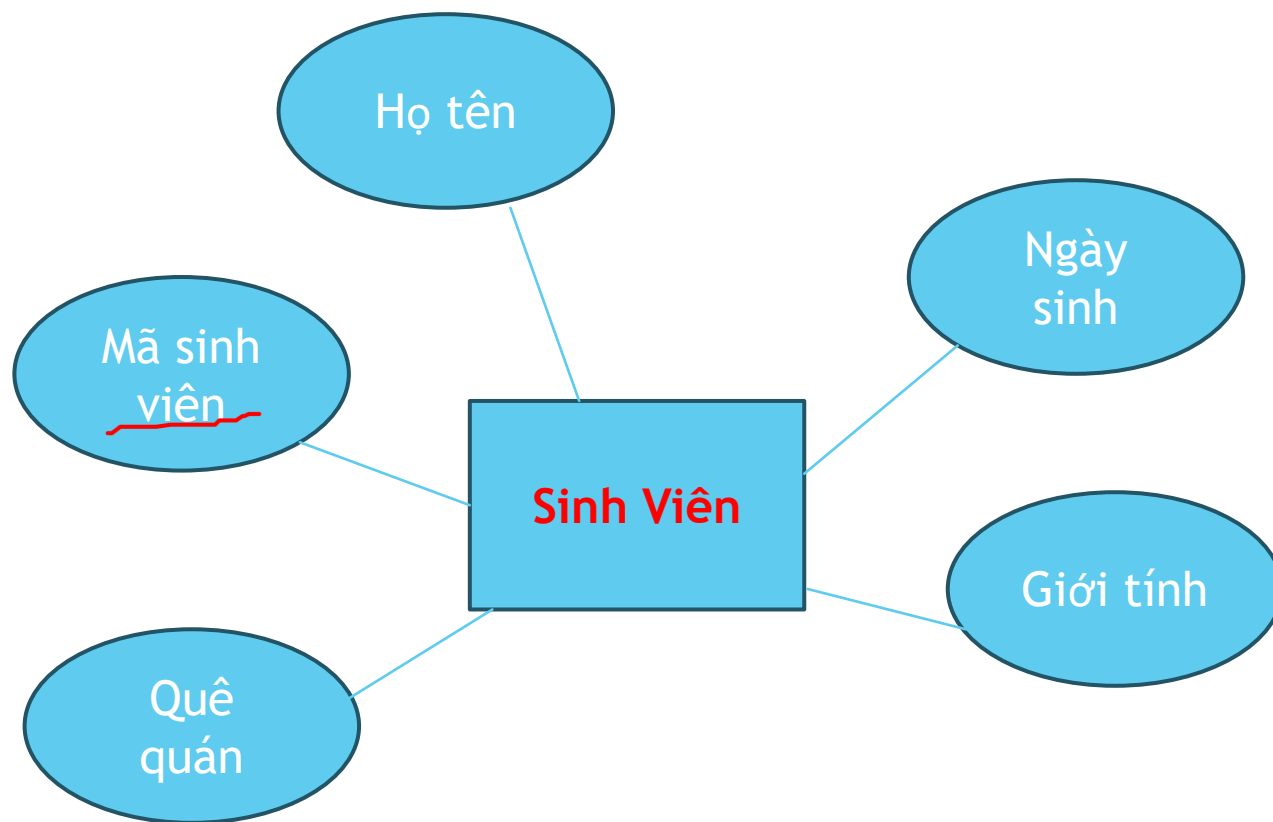 Họ tên
Ngày
sinh
Mã sinh
viên
Sinh Viên
Giới tính
Quê
quán